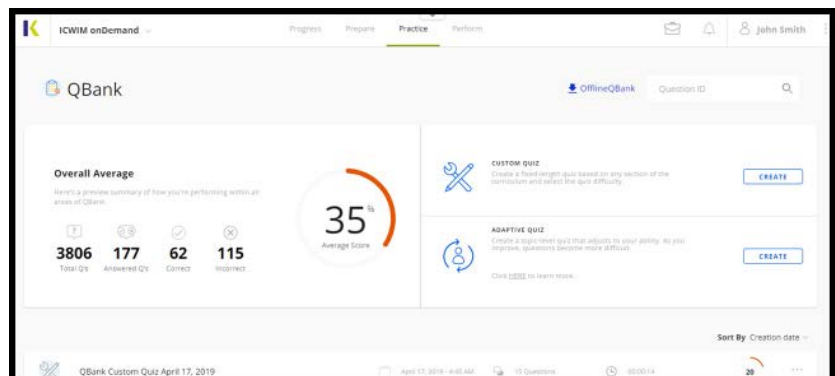 ICWIM onDemand
Progress Prepare Practice Perform
John Smith
QBank
OfflineQBank
Question ID
Overall Average
Here's a preview summary of how you're performing within all
areas of QBank.
3806 177 62 115
Total Q's Answered Q's Correct Incorrect
35%
Average Score
CUSTOM QUIZ
Create a fixed-length quiz based on any section of the
curriculum and select the quiz difficulty.
CREATE
ADAPTIVE QUIZ
Create a topic-level quiz that adjusts to your ability. As you
improve, questions become more difficult.
Click HERE to learn more.
CREATE
Sort By Creation date
QBank Custom Quiz April 17, 2019 April 17, 2019 - 4:45 AM 15 Questions 00:00:14 20